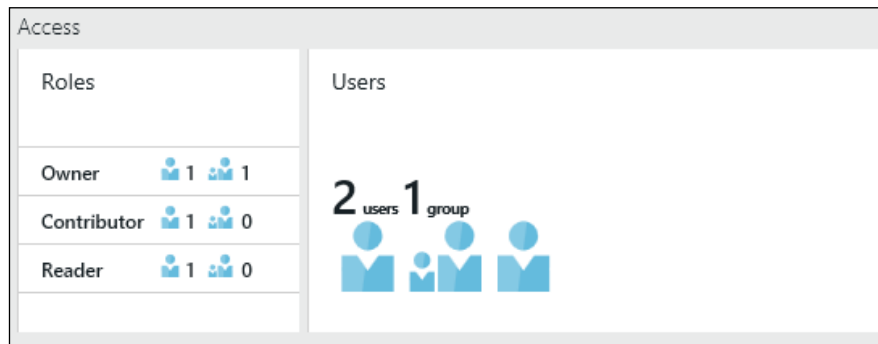 Access
Roles
Users
Owner 1 1
Contributor 1 0
Reader 1 0
2 users 1 group